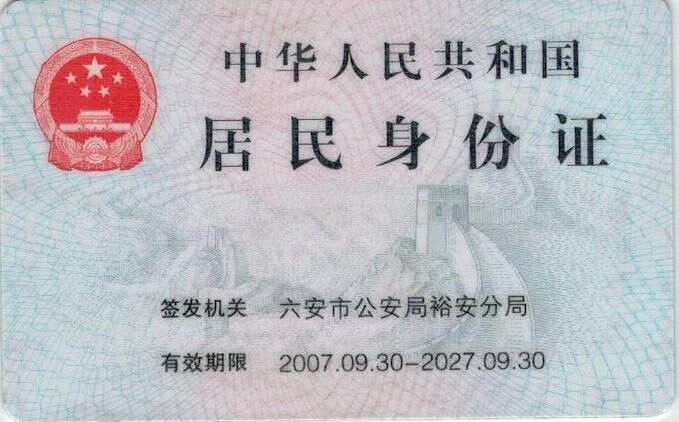 中华人民共和国
居民身份证
签发机关 六安市公安局裕安分局
有效期限 2007.09.30-2027.09.30